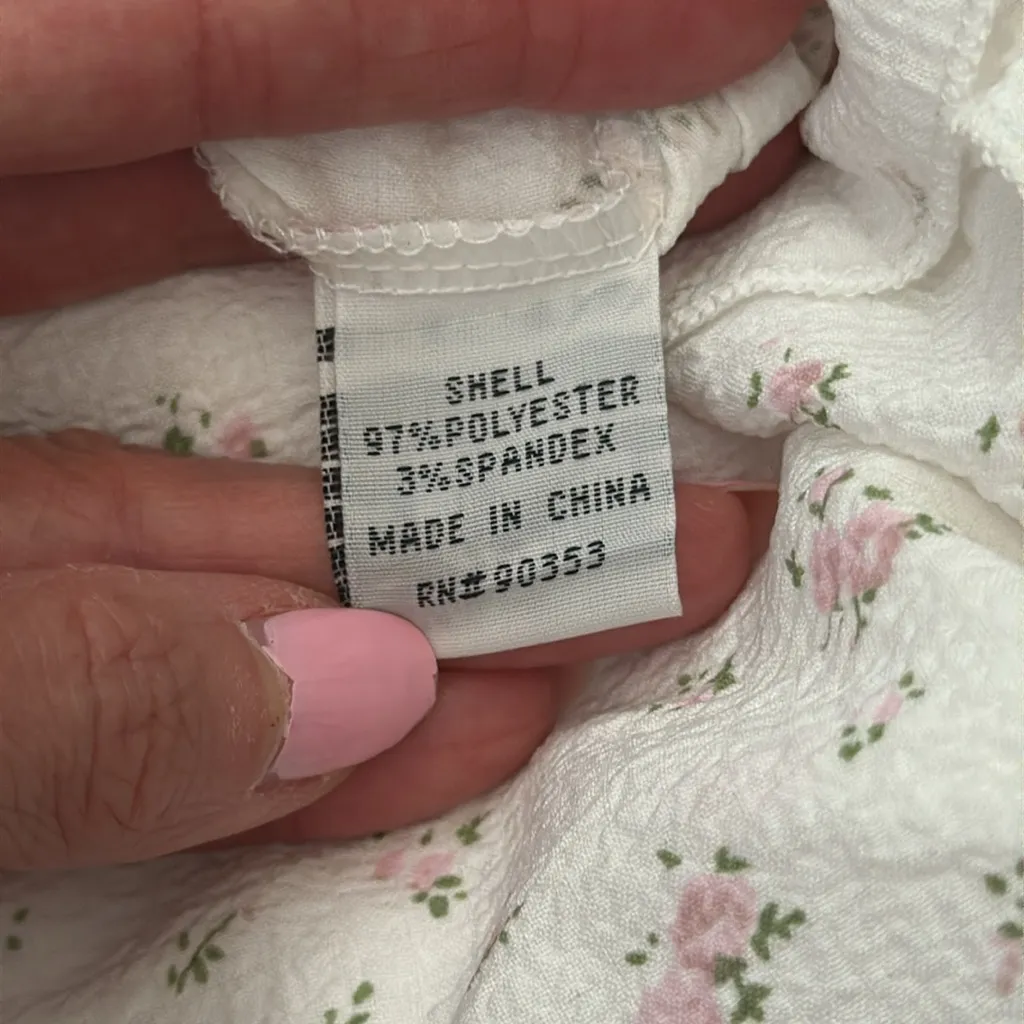 SHELL
97%POLYESTER
3%SPANDEX
MADE IN CHINA
RN#90353